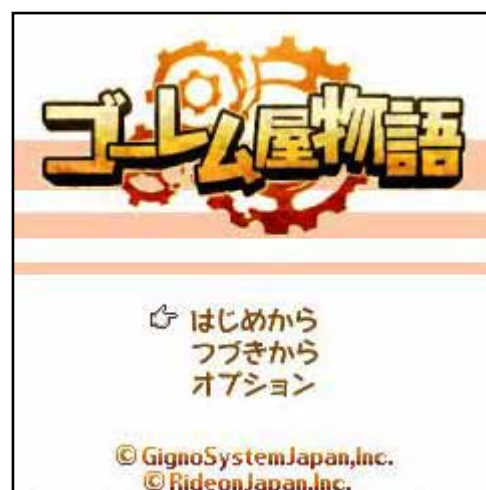 ゴーレム屋物語
はじめから
つづきから
オプション
© GignoSystemJapan,Inc.
© RideonJapan,Inc.